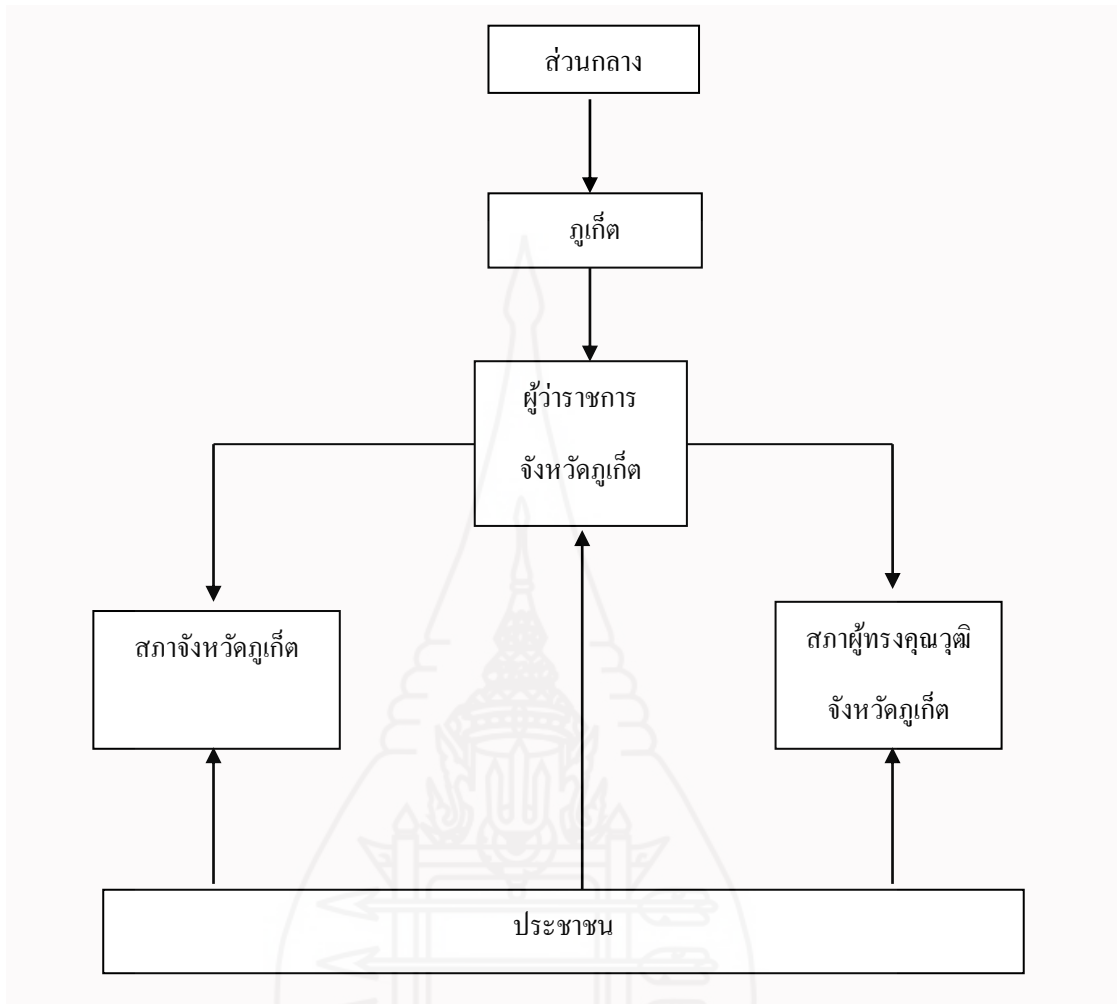 ส่วนกลาง
ภูเก็ต
ผู้ว่าราชการ
จังหวัดภูเก็ต
สภาจังหวัดภูเก็ต
สภาผู้ทรงคุณวุฒิ
จังหวัดภูเก็ต
ประชาชน